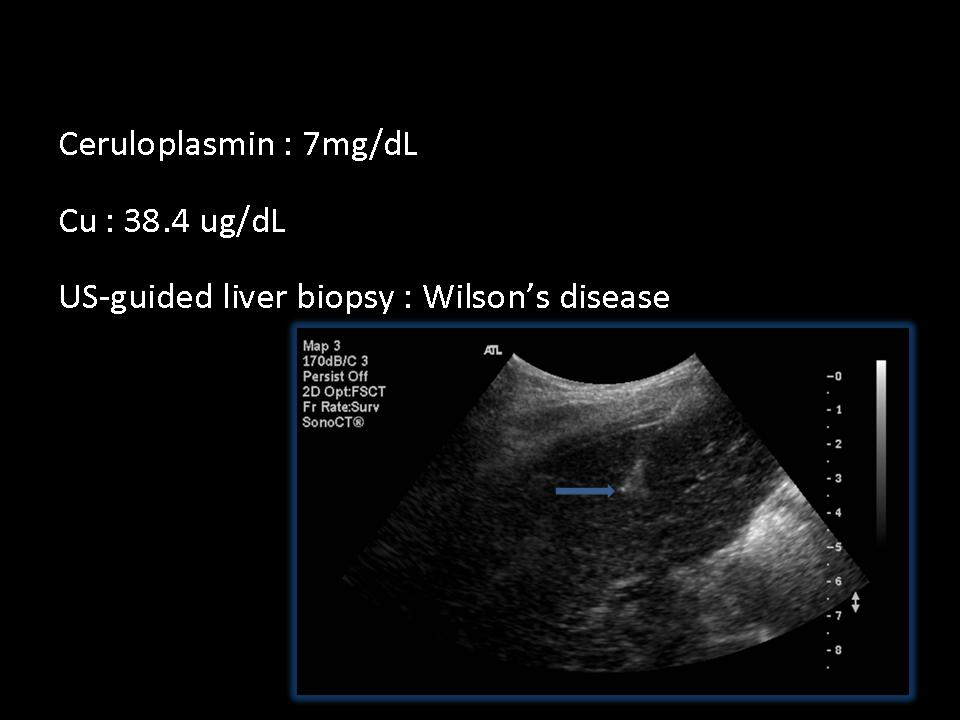 Ceruloplasmin : 7mg/dL
Cu : 38.4 ug/dL
US-guided liver biopsy : Wilson’s disease
Map 3
170dB/C 3
Persist Off
2D Opt:FSCT
Fr Rate:Surv
SonoCT®
ATL
0
1
2
3
4
5
6
7
8